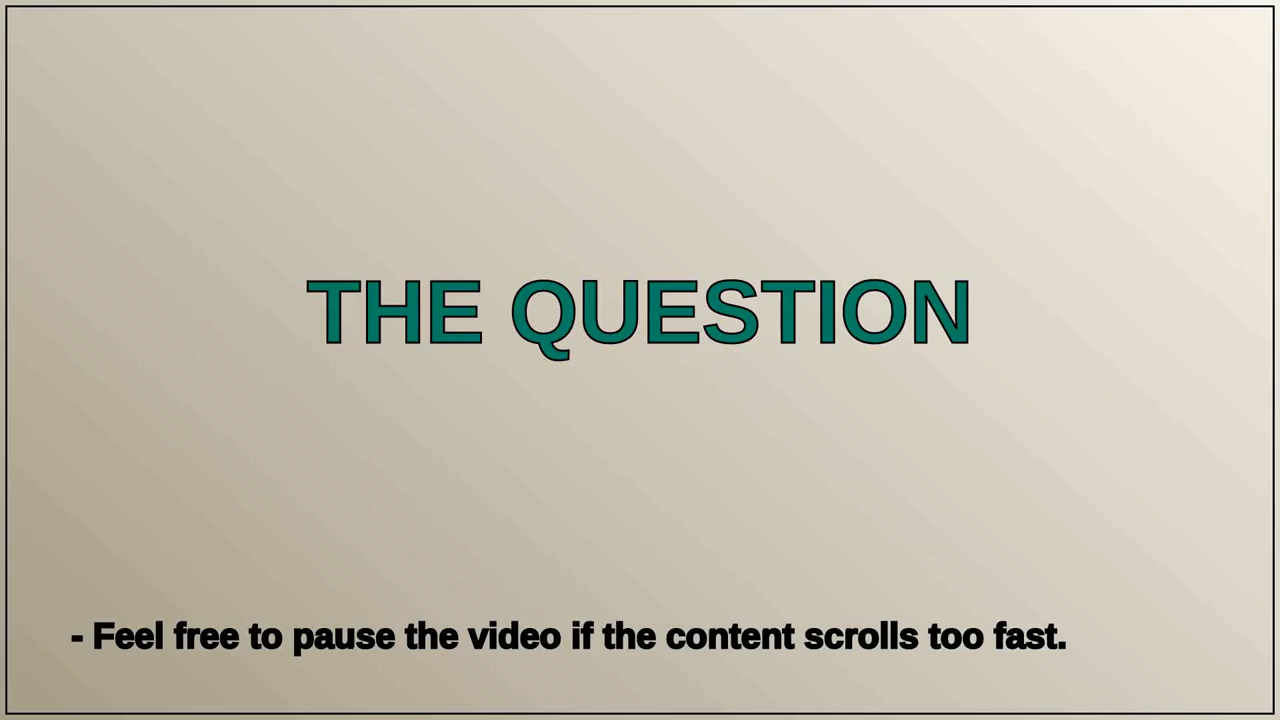 THE QUESTION
- Feel free to pause the video if the content scrolls too fast.